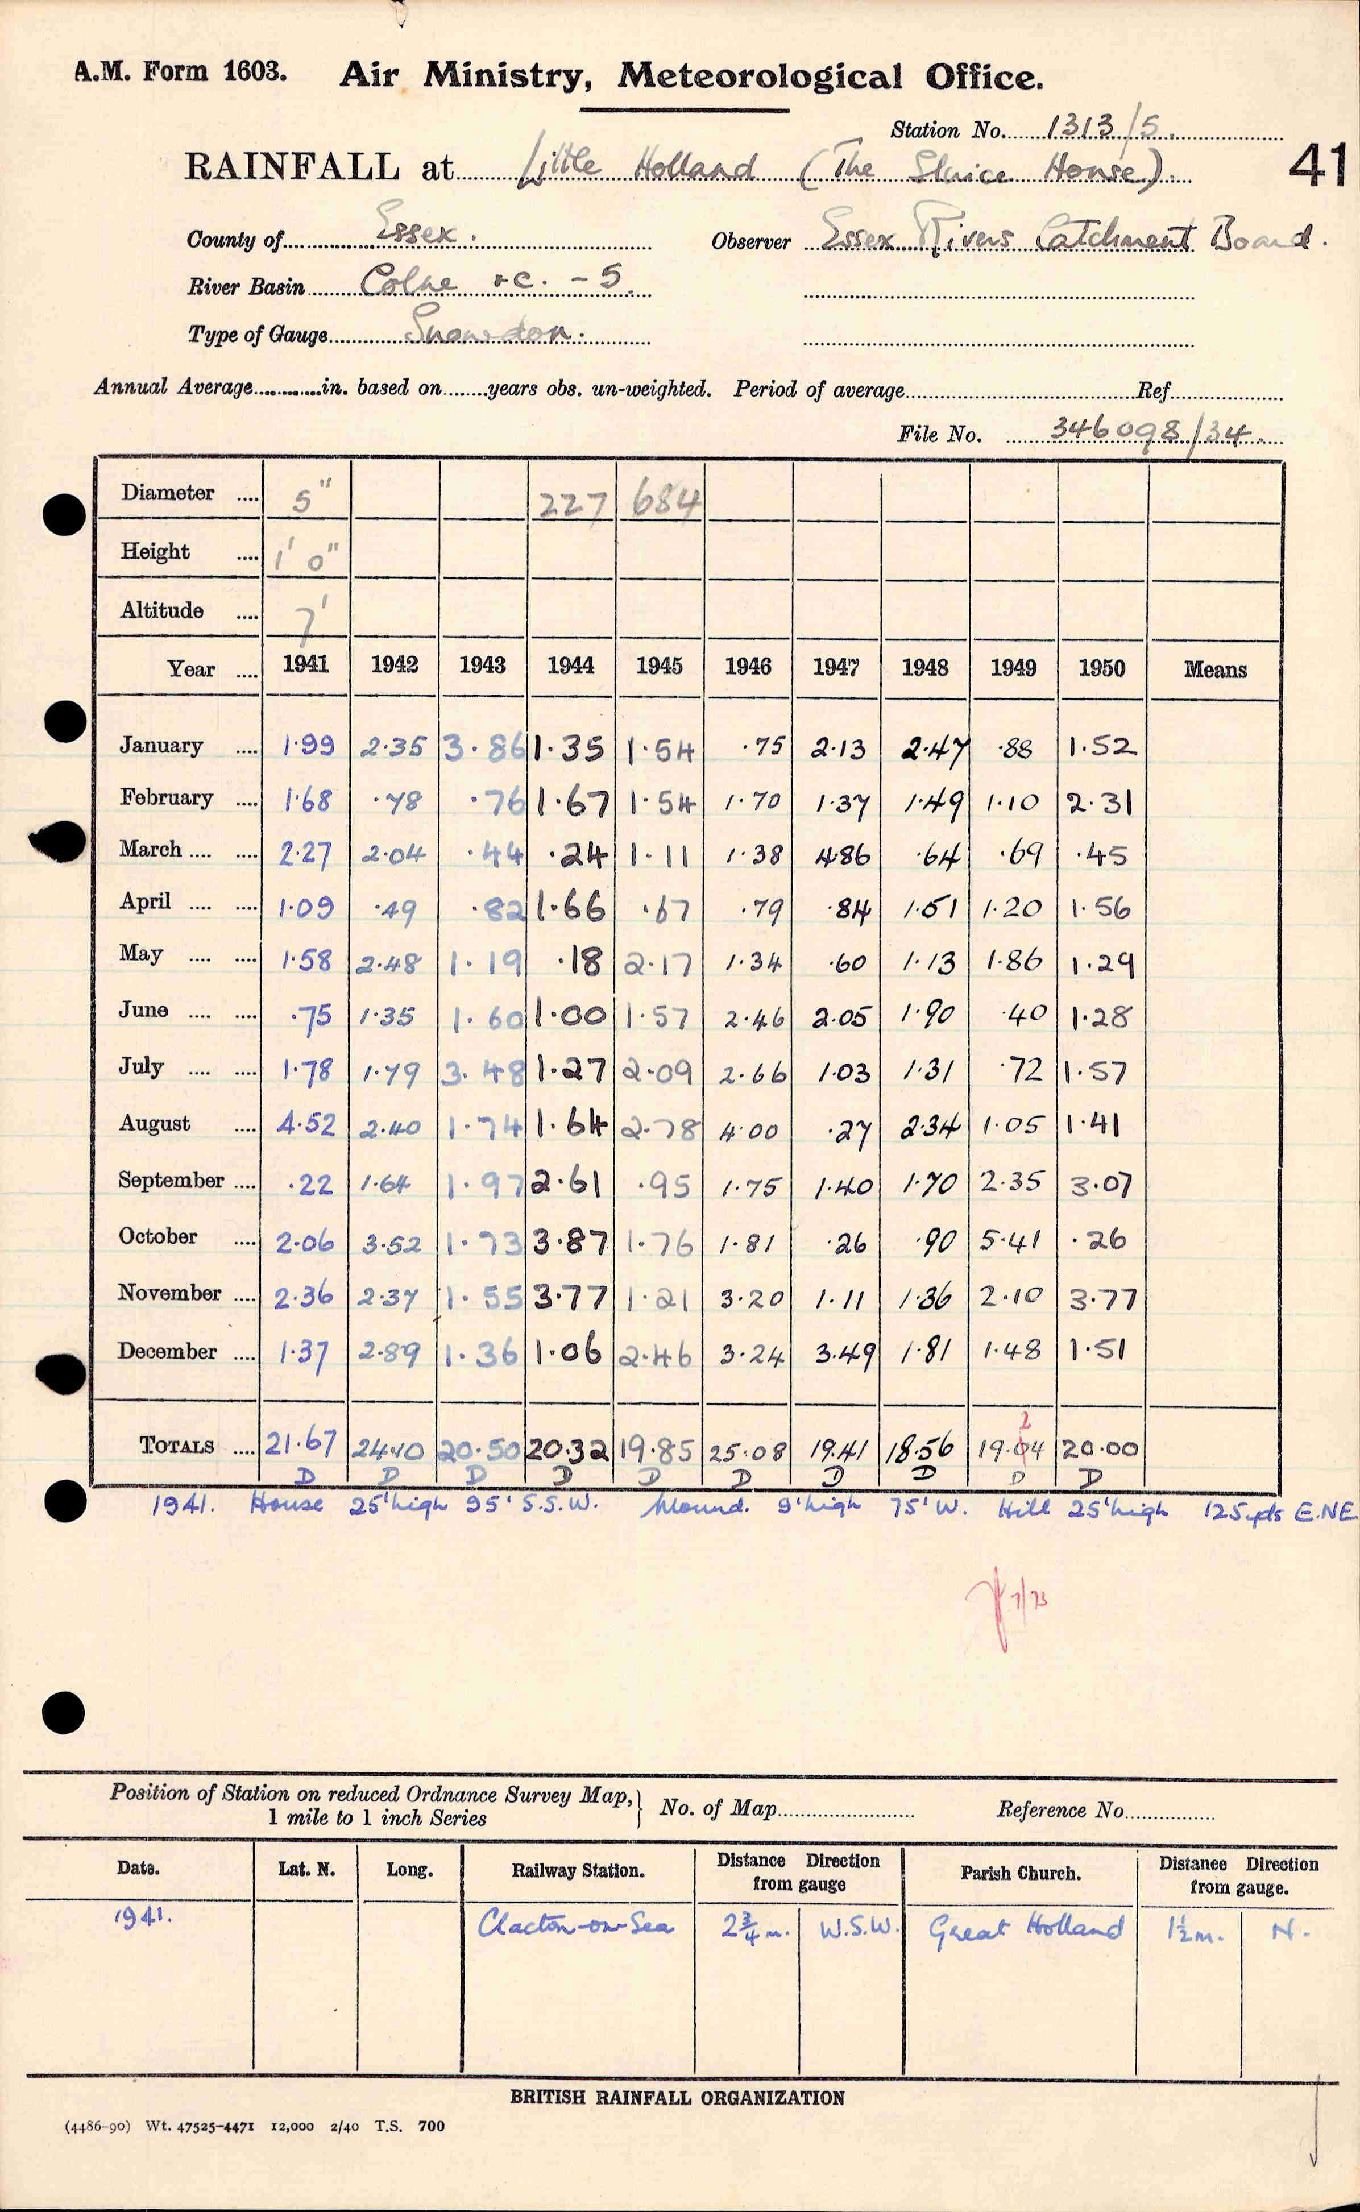 A.M. Form 1603. Air Ministry, Meteorological Office.
Station No. 1313/5.
RAINFALL at Little Holland (The Sluice House).
41
County of Essex. Observer Essex Rivers Catchment Board.
River Basin Colne &c. - 5.
Type of Gauge Snowdon.
Annual Average in. based on years obs. un-weighted. Period of average Ref
File No. 346098/34.
Diameter .... 5" 227 684
Height .... 1' 0"
Altitude .... 7'
Year .... 1941 1942 1943 1944 1945 1946 1947 1948 1949 1950 Means
January .... 1.99 2.35 3.86 1.35 1.54 .75 2.13 2.47 .88 1.52
February .... 1.68 .78 .76 1.67 1.54 1.70 1.37 1.49 1.10 2.31
March .... .... 2.27 2.04 .44 .24 1.11 1.38 4.86 .64 .69 .45
April .... .... 1.09 .49 .82 1.66 .67 .79 .84 1.51 1.20 1.56
May .... .... 1.58 2.48 1.19 .18 2.17 1.34 .60 1.13 1.86 1.29
June .... .... .75 1.35 1.60 1.00 1.57 2.46 2.05 1.90 .40 1.28
July .... .... 1.78 1.79 3.48 1.27 2.09 2.66 1.03 1.31 .72 1.57
August .... 4.52 2.40 1.74 1.64 2.78 4.00 .27 2.34 1.05 1.41
September .... .22 1.64 1.97 2.61 .95 1.75 1.40 1.70 2.35 3.07
October .... 2.06 3.52 1.73 3.87 1.76 1.81 .26 .90 5.41 .26
November .... 2.36 2.37 1.55 3.77 1.21 3.20 1.11 1.36 2.10 3.77
December .... 1.37 2.89 1.36 1.06 2.46 3.24 3.49 1.81 1.48 1.51
2
TOTALS .... 21.67 24.10 20.50 20.32 19.85 25.08 19.41 18.56 19.04 20.00
D D D D D D D D D D
1941. House 25' high 95' S.S.W. Mound. 9' high 75' W. Hill 25' high 125 yds E.NE
7/73
Position of Station on reduced Ordnance Survey Map, No. of Map Reference No.
1 mile to 1 inch Series
Date. Lat. N. Long. Railway Station. Distance Direction from gauge Parish Church. Distance Direction from gauge.
1941. Clacton-on-Sea 2¾ m. W.S.W. Great Holland 1½ m. N.
BRITISH RAINFALL ORGANIZATION
(4486-90) Wt. 47525-4471 12,000 2/40 T.S. 700